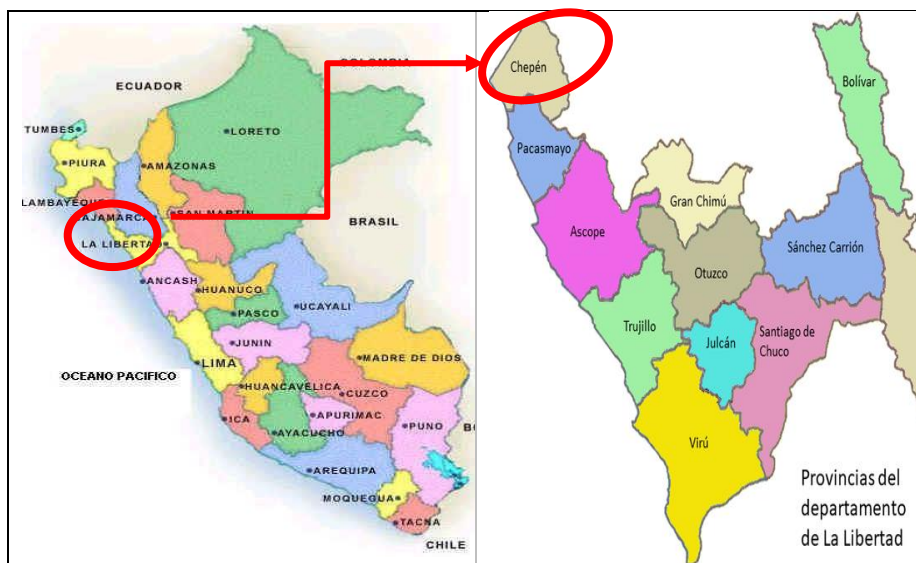 ECUADOR
COLOMBIA
TUMBES
LORETO
PIURA
AMAZONAS
LAMBAYEQUE
CAJAMARCA
SAN MARTIN
BRASIL
LA LIBERTAD
ANCASH
HUANUCO
UCAYALI
PASCO
JUNIN
MADRE DE DIOS
LIMA
OCEANO PACIFICO
HUANCAVELICA
CUZCO
ICA
APURIMAC
AYACUCHO
PUNO
BO
AREQUIPA
MOQUEGUA
TACNA
CHILE
Chepén
Bolívar
Pacasmayo
Gran Chimú
Ascope
Sánchez Carrión
Otuzco
Trujillo
Julcán
Santiago de
Chuco
Virú
Provincias del
departamento
de La Libertad